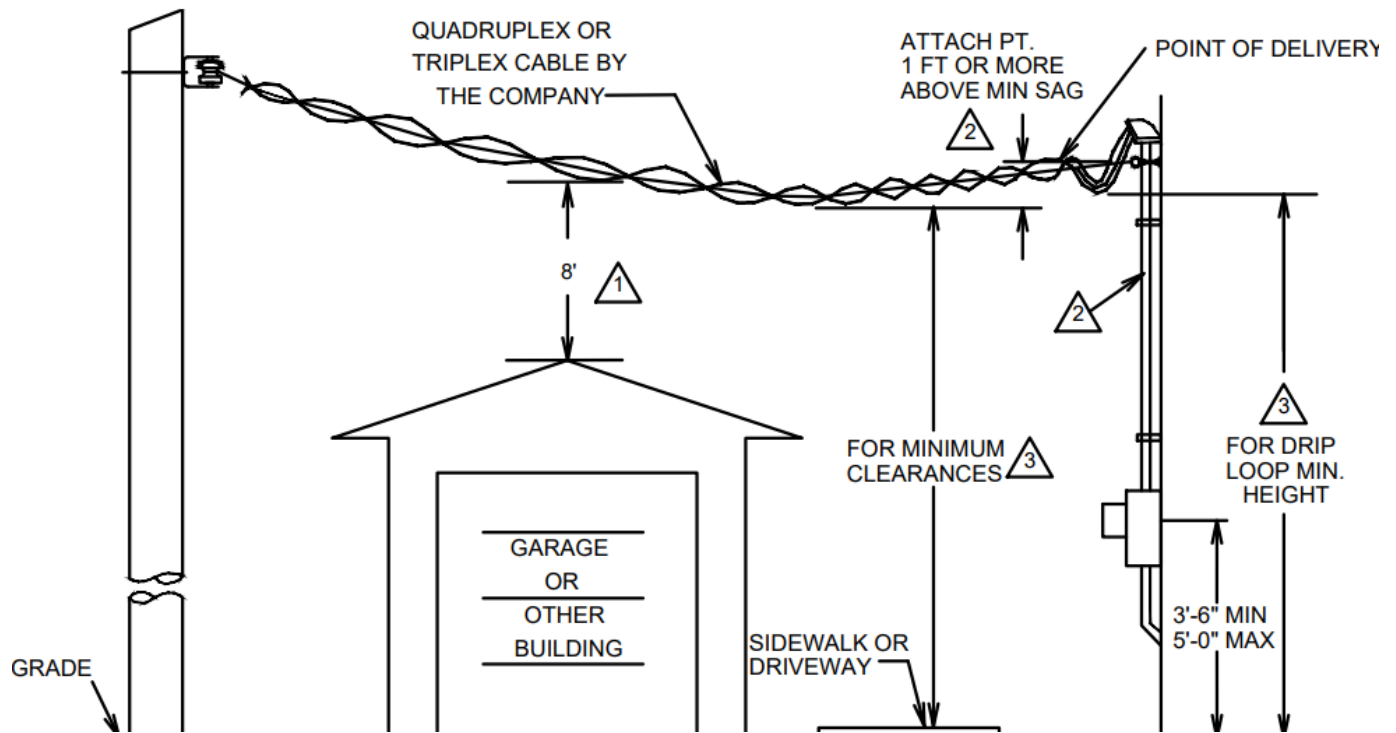 QUADRUPLEX OR
TRIPLEX CABLE BY
THE COMPANY
ATTACH PT.
1 FT OR MORE
ABOVE MIN SAG
2
POINT OF DELIVERY
8'
1
2
FOR MINIMUM
CLEARANCES
3
3
FOR DRIP
LOOP MIN.
HEIGHT
GARAGE
OR
OTHER
BUILDING
3'-6" MIN
5'-0" MAX
SIDEWALK OR
DRIVEWAY
GRADE